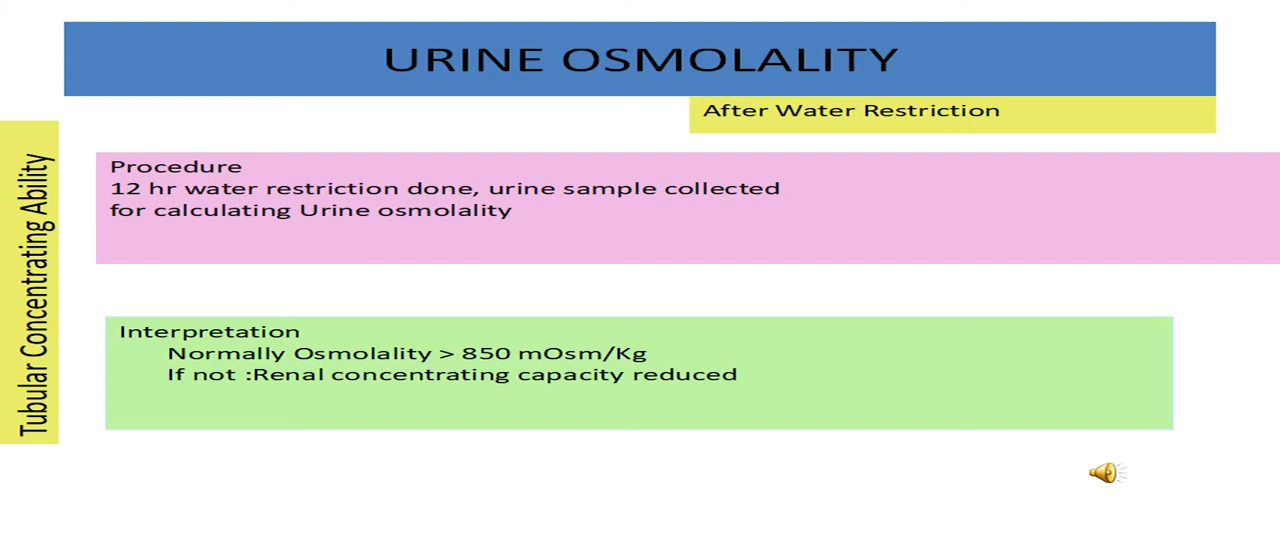 URINE OSMOLALITY
After Water Restriction
Tubular Concentrating Ability
Procedure
12 hr water restriction done, urine sample collected
for calculating Urine osmolality
Interpretation
Normally Osmolality > 850 mOsm/Kg
If not :Renal concentrating capacity reduced